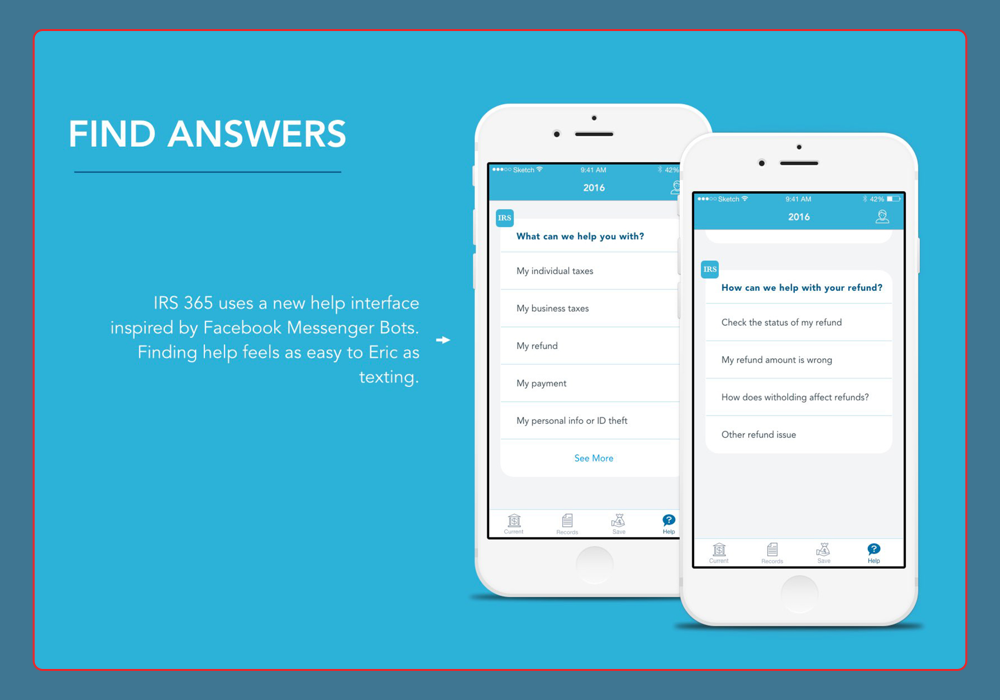 FIND ANSWERS
IRS 365 uses a new help interface
inspired by Facebook Messenger Bots.
Finding help feels as easy to Eric as
texting.
Sketch 9:41 AM 42%
2016
IRS
What can we help you with?
My individual taxes
My business taxes
My refund
My payment
My personal info or ID theft
See More
Current Records Save Help
Sketch 9:41 AM 42%
2016
IRS
How can we help with your refund?
Check the status of my refund
My refund amount is wrong
How does witholding affect refunds?
Other refund issue
Current Records Save Help